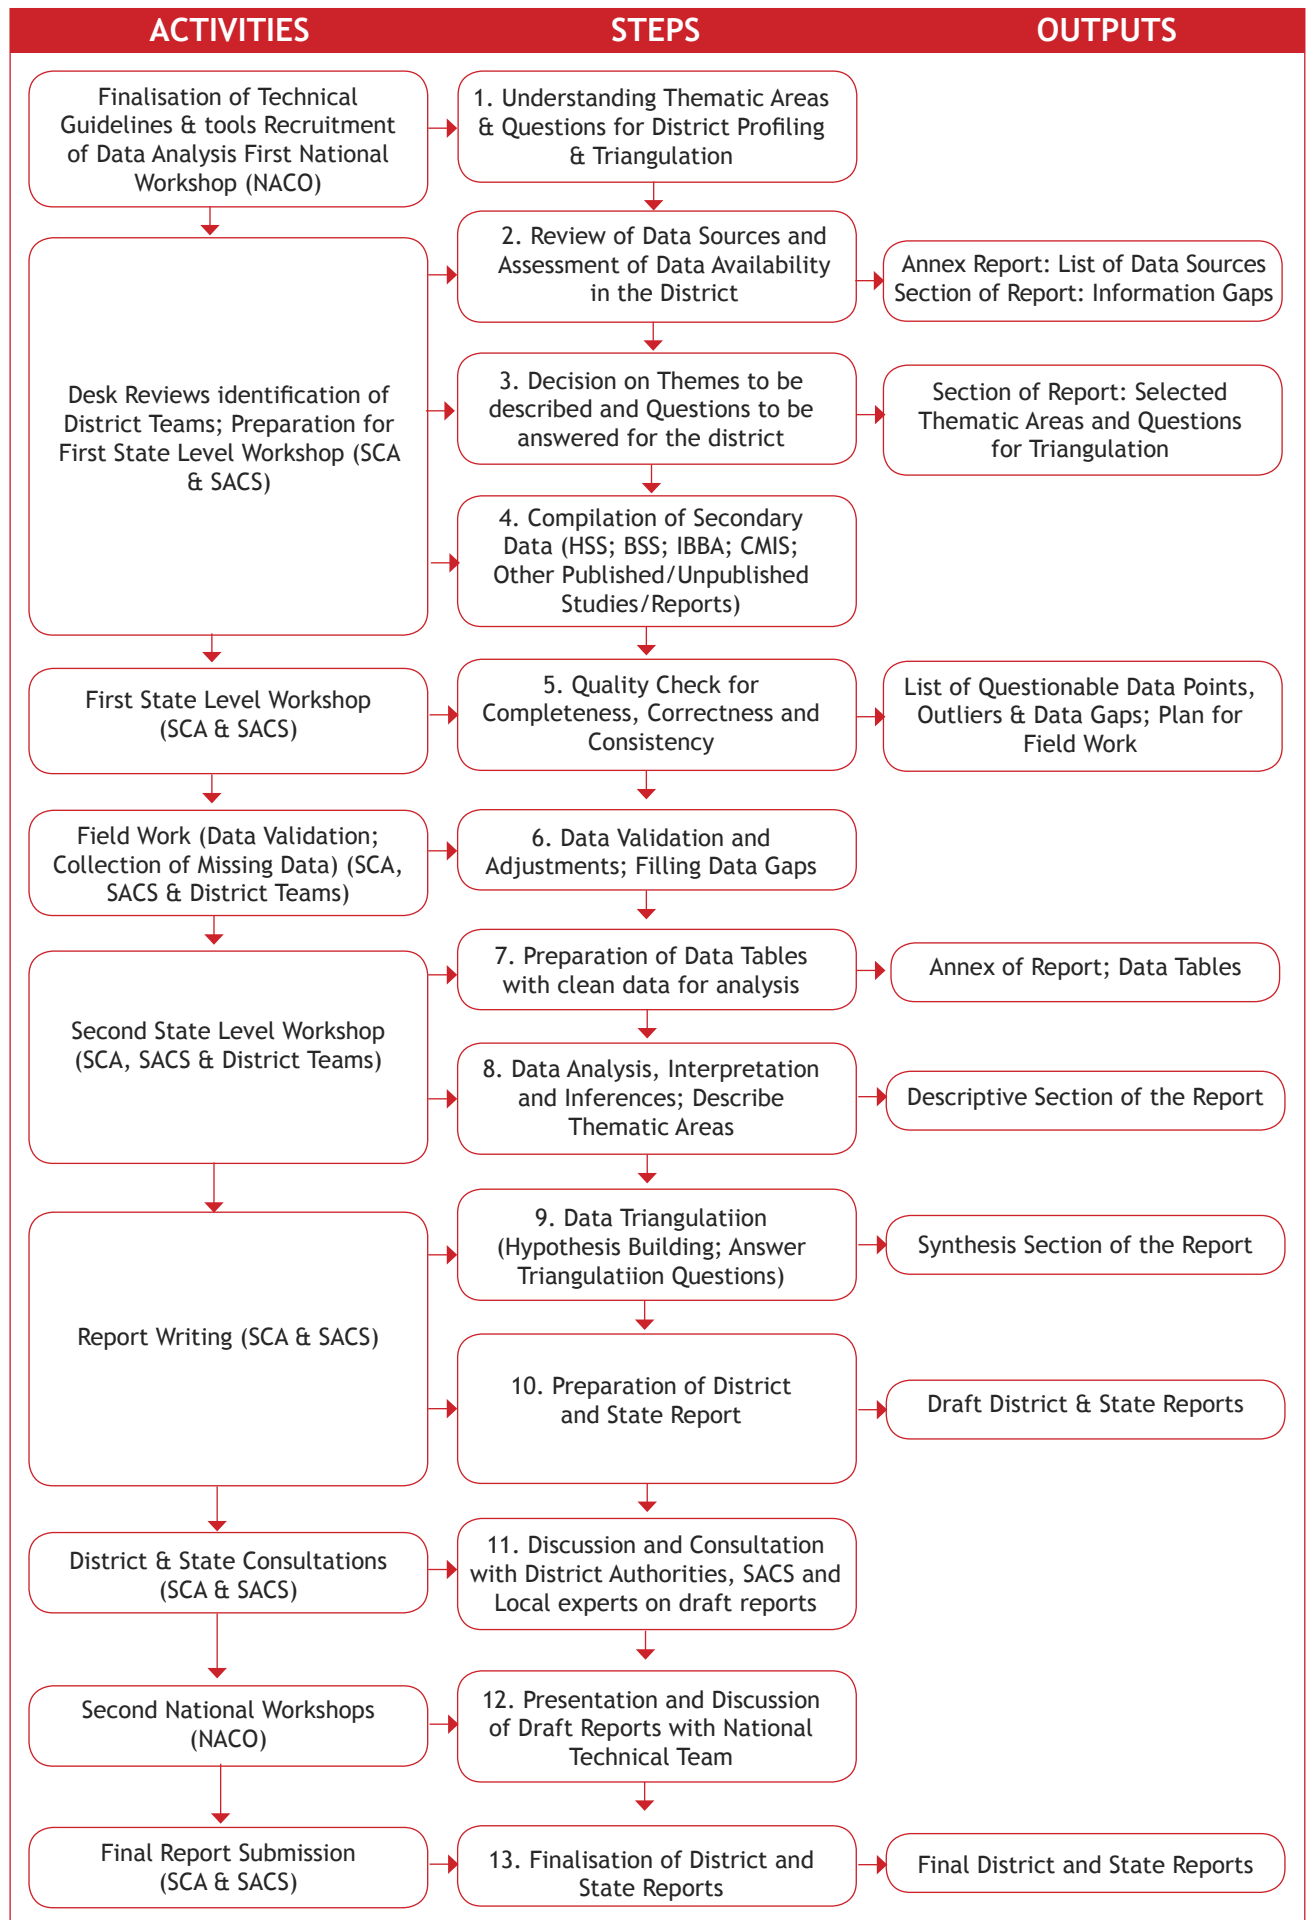 ACTIVITIES
STEPS
OUTPUTS
Finalisation of Technical
Guidelines & tools Recruitment
of Data Analysis First National
Workshop (NACO)
1. Understanding Thematic Areas
& Questions for District Profiling
& Triangulation
Desk Reviews identification of
District Teams; Preparation for
First State Level Workshop (SCA
& SACS)
2. Review of Data Sources and
Assessment of Data Availability
in the District
Annex Report: List of Data Sources
Section of Report: Information Gaps
3. Decision on Themes to be
described and Questions to be
answered for the district
Section of Report: Selected
Thematic Areas and Questions
for Triangulation
4. Compilation of Secondary
Data (HSS; BSS; IBBA; CMIS;
Other Published/Unpublished
Studies/Reports)
First State Level Workshop
(SCA & SACS)
5. Quality Check for
Completeness, Correctness and
Consistency
List of Questionable Data Points,
Outliers & Data Gaps; Plan for
Field Work
Field Work (Data Validation;
Collection of Missing Data) (SCA,
SACS & District Teams)
6. Data Validation and
Adjustments; Filling Data Gaps
Second State Level Workshop
(SCA, SACS & District Teams)
7. Preparation of Data Tables
with clean data for analysis
Annex of Report; Data Tables
8. Data Analysis, Interpretation
and Inferences; Describe
Thematic Areas
Descriptive Section of the Report
Report Writing (SCA & SACS)
9. Data Triangulatiion
(Hypothesis Building; Answer
Triangulatiion Questions)
Synthesis Section of the Report
10. Preparation of District
and State Report
Draft District & State Reports
District & State Consultations
(SCA & SACS)
11. Discussion and Consultation
with District Authorities, SACS and
Local experts on draft reports
Second National Workshops
(NACO)
12. Presentation and Discussion
of Draft Reports with National
Technical Team
Final Report Submission
(SCA & SACS)
13. Finalisation of District and
State Reports
Final District and State Reports